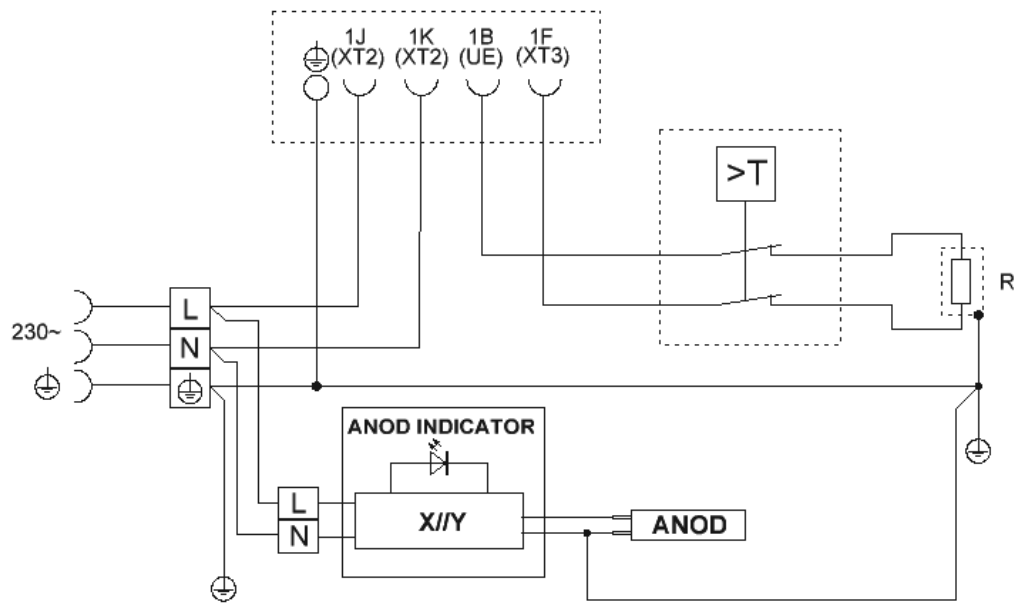 1J 1K 1B 1F
(XT2) (XT2) (UE) (XT3)
>T
R
L
230~
N
ANOD INDICATOR
L
X//Y
N
ANOD